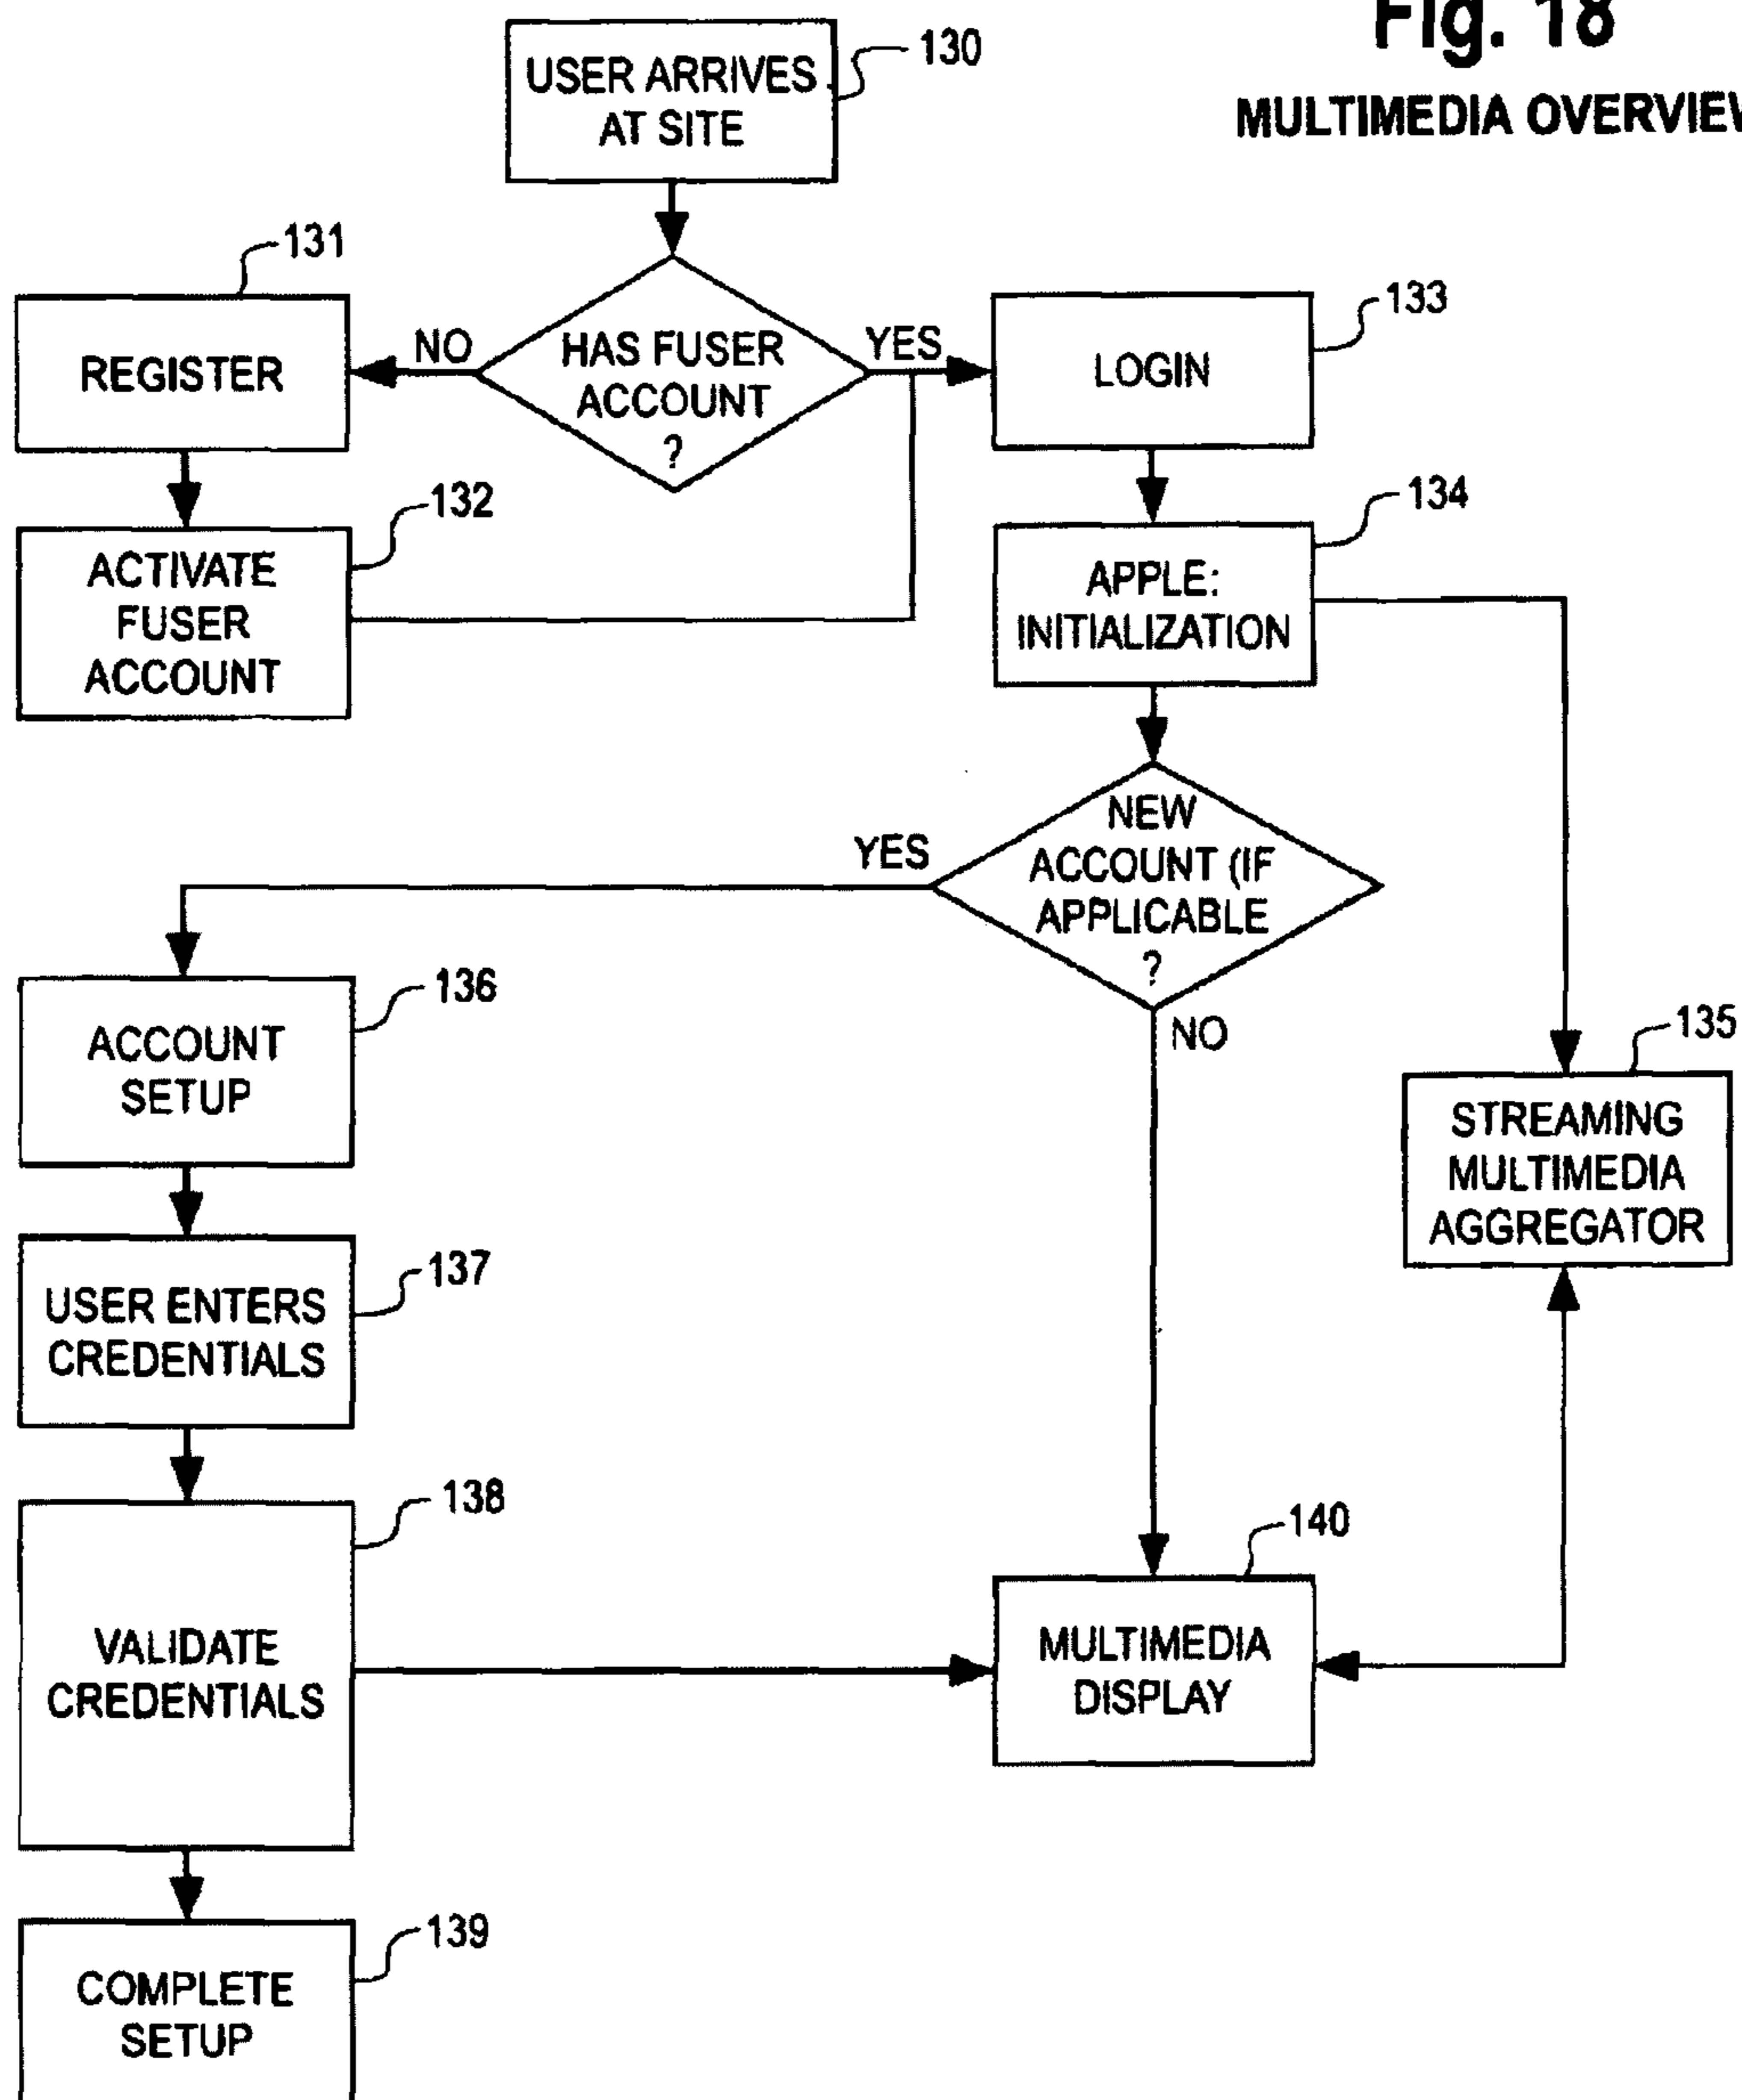 Fig. 18
MULTIMEDIA OVERVIEW
USER ARRIVES
AT SITE
130
131
REGISTER
NO
HAS FUSER
ACCOUNT
?
YES
LOGIN
133
132
ACTIVATE
FUSER
ACCOUNT
134
APPLE:
INITIALIZATION
NEW
ACCOUNT (IF
APPLICABLE
?
YES
NO
136
ACCOUNT
SETUP
135
STREAMING
MULTIMEDIA
AGGREGATOR
137
USER ENTERS
CREDENTIALS
138
VALIDATE
CREDENTIALS
140
MULTIMEDIA
DISPLAY
139
COMPLETE
SETUP